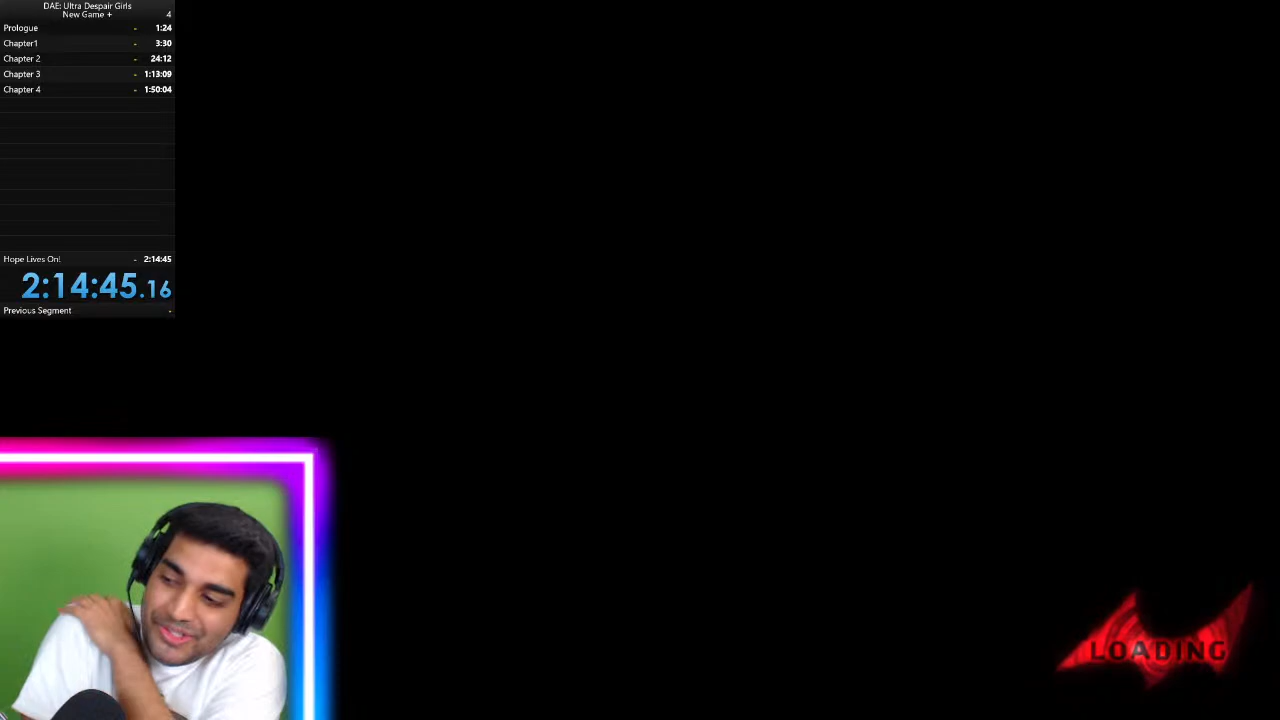 DAE: Ultra Despair Girls
New Game + 4
Prologue - 1:24
Chapter1 - 3:30
Chapter 2 - 24:12
Chapter 3 - 1:13:09
Chapter 4 - 1:50:04
Hope Lives On! - 2:14:45
2:14:45.16
Previous Segment -
LOADING